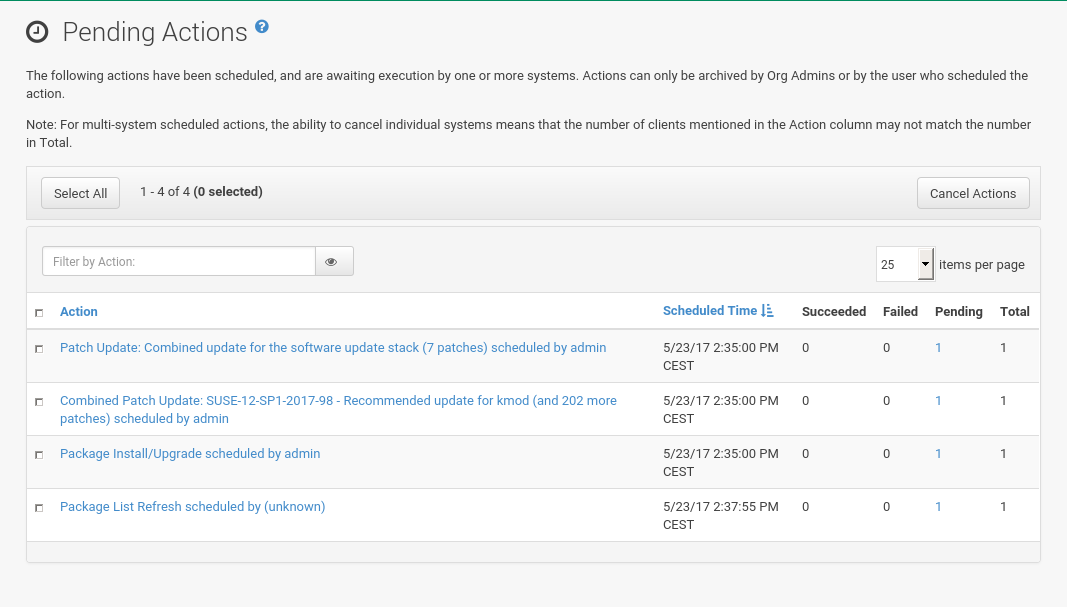 Pending Actions ?
The following actions have been scheduled, and are awaiting execution by one or more systems. Actions can only be archived by Org Admins or by the user who scheduled the
action.
Note: For multi-system scheduled actions, the ability to cancel individual systems means that the number of clients mentioned in the Action column may not match the number
in Total.
Select All 1 - 4 of 4 (0 selected) Cancel Actions
Filter by Action: 25 items per page
Action Scheduled Time Succeeded Failed Pending Total
Patch Update: Combined update for the software update stack (7 patches) scheduled by admin 5/23/17 2:35:00 PM 0 0 1 1
CEST
Combined Patch Update: SUSE-12-SP1-2017-98 - Recommended update for kmod (and 202 more 5/23/17 2:35:00 PM 0 0 1 1
patches) scheduled by admin CEST
Package Install/Upgrade scheduled by admin 5/23/17 2:35:00 PM 0 0 1 1
CEST
Package List Refresh scheduled by (unknown) 5/23/17 2:37:55 PM 0 0 1 1
CEST